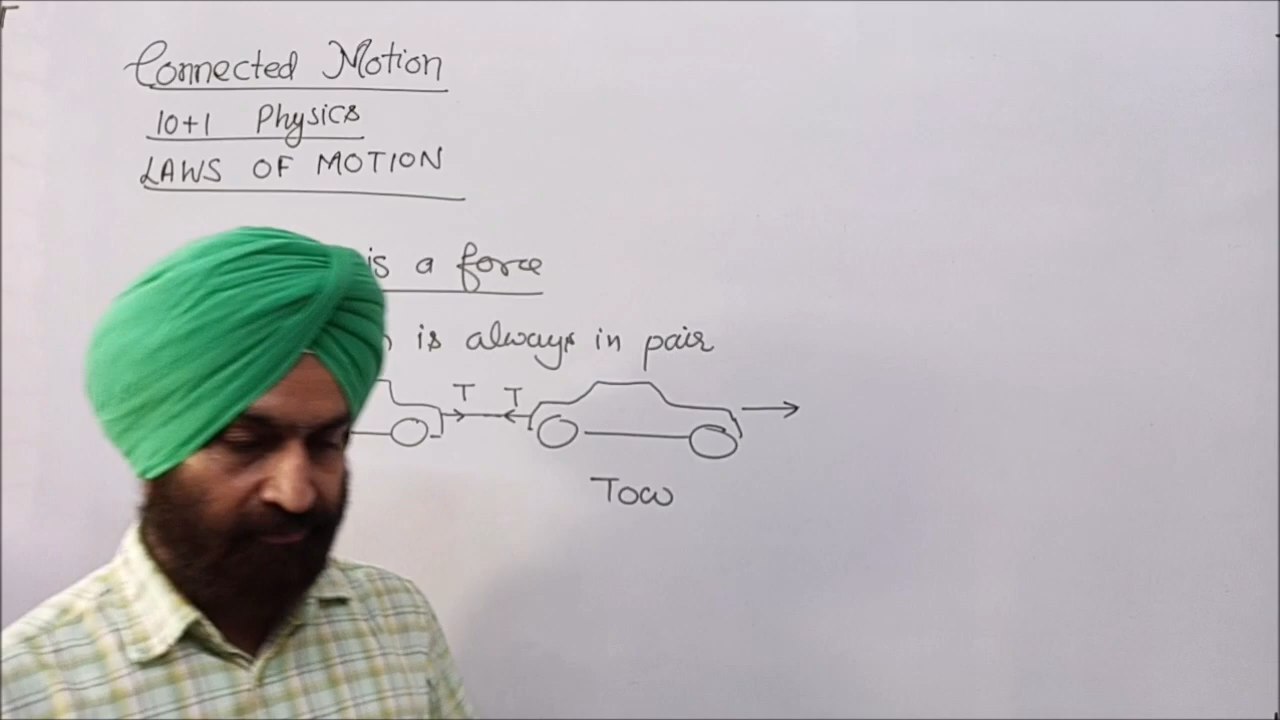 Connected Motion
10+1 Physics
LAWS OF MOTION
is a force
is always in pair
T T
Tow